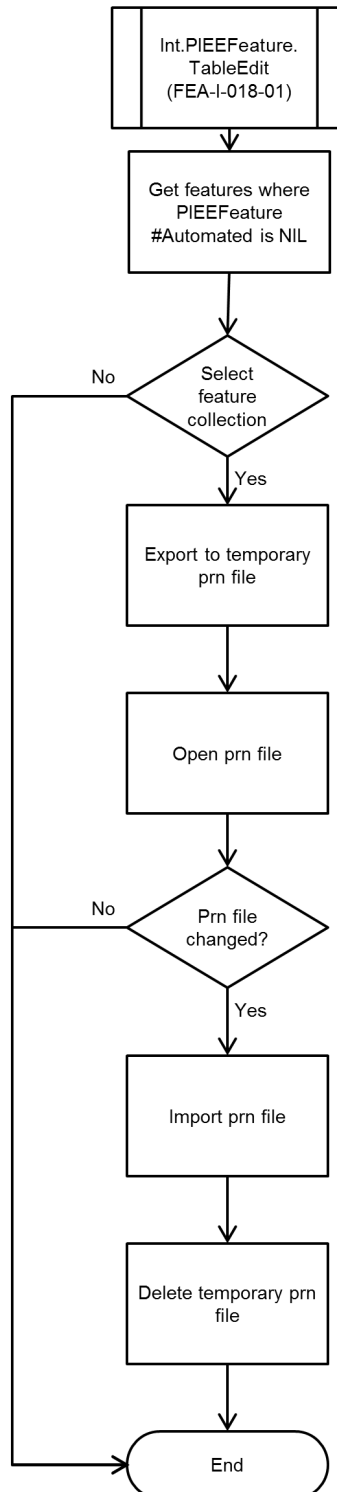 Int.PIEEFeature.
TableEdit
(FEA-I-018-01)
Get features where
PIEEFeature
#Automated is NIL
No
Select
feature
collection
Yes
Export to temporary
prn file
Open prn file
No
Prn file
changed?
Yes
Import prn file
Delete temporary prn
file
End